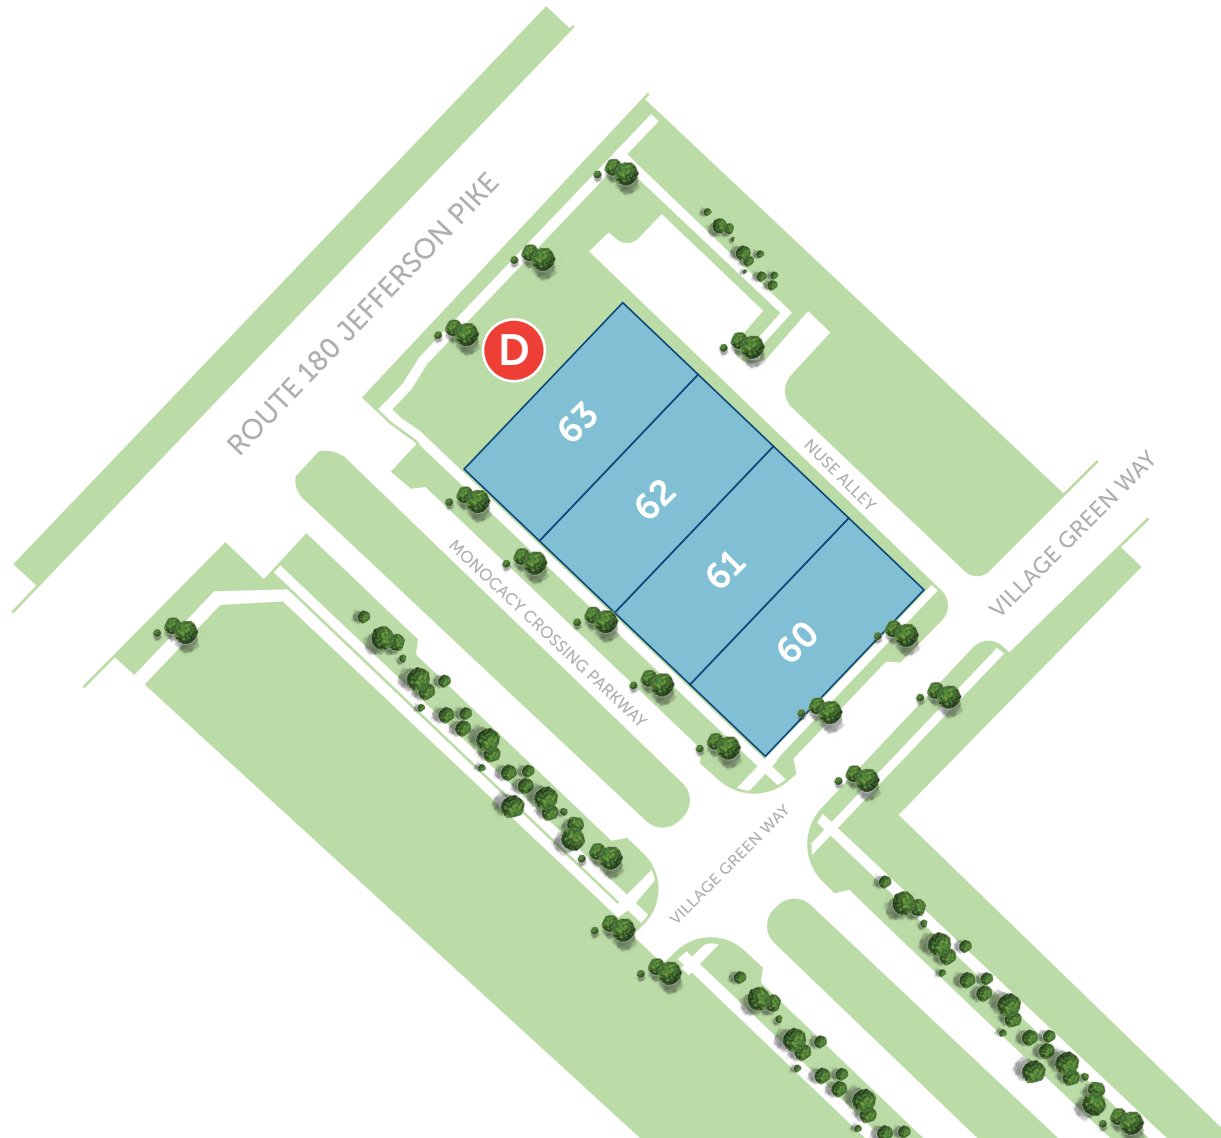 ROUTE 180 JEFFERSON PIKE
D
63
62
61
60
NUSE ALLEY
VILLAGE GREEN WAY
MONOCACY CROSSING PARKWAY
VILLAGE GREEN WAY